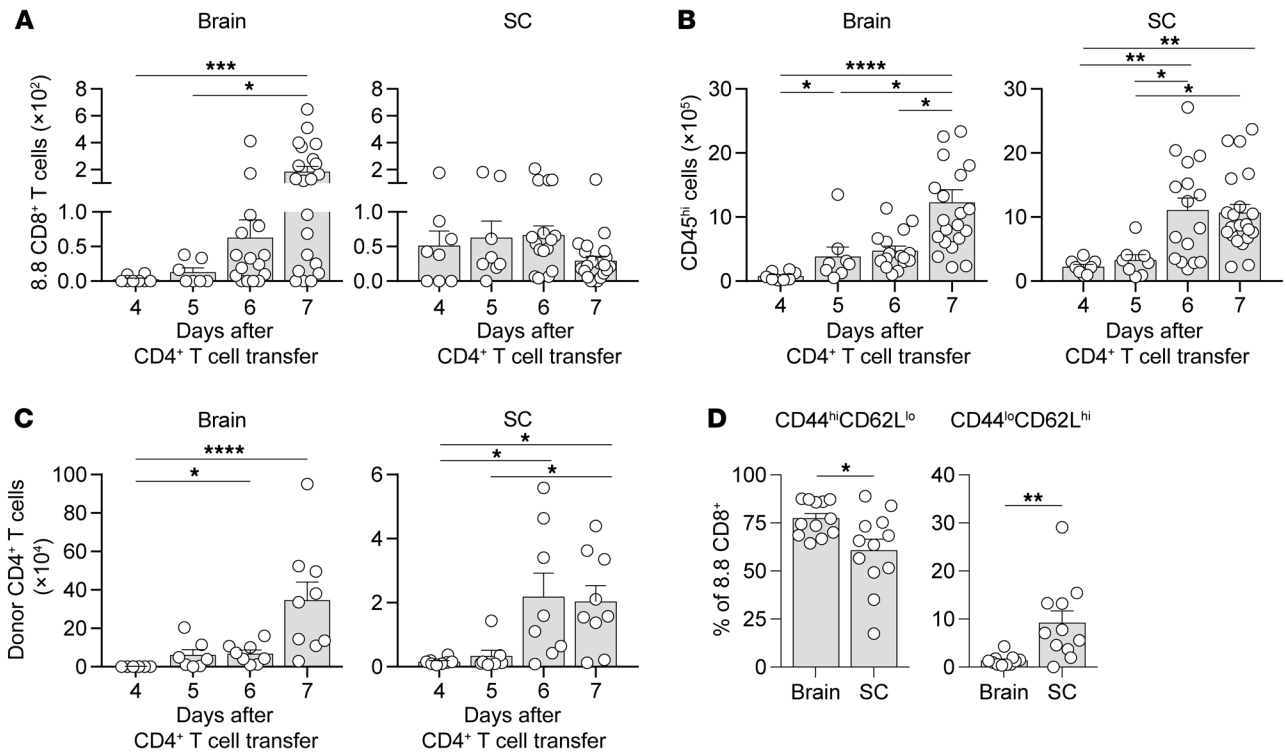 A
Brain
SC
8.8 CD8⁺ T cells (×10²)
***
*
8
6
4
2
1.0
0.5
0.0
4 5 6 7
Days after
CD4⁺ T cell transfer
8
6
4
2
1.0
0.5
0.0
4 5 6 7
Days after
CD4⁺ T cell transfer
B
Brain
SC
CD45ʰⁱ cells (×10⁵)
****
* *
*
30
20
10
0
4 5 6 7
Days after
CD4⁺ T cell transfer
**
**
*
*
30
20
10
0
4 5 6 7
Days after
CD4⁺ T cell transfer
C
Brain
SC
Donor CD4⁺ T cells
(×10⁴)
****
*
100
80
60
40
20
0
4 5 6 7
Days after
CD4⁺ T cell transfer
*
*
*
6
4
2
0
4 5 6 7
Days after
CD4⁺ T cell transfer
D
CD44ʰⁱCD62Lˡᵒ
CD44ˡᵒCD62Lʰⁱ
% of 8.8 CD8⁺
*
100
75
50
25
0
Brain SC
**
40
30
20
10
0
Brain SC